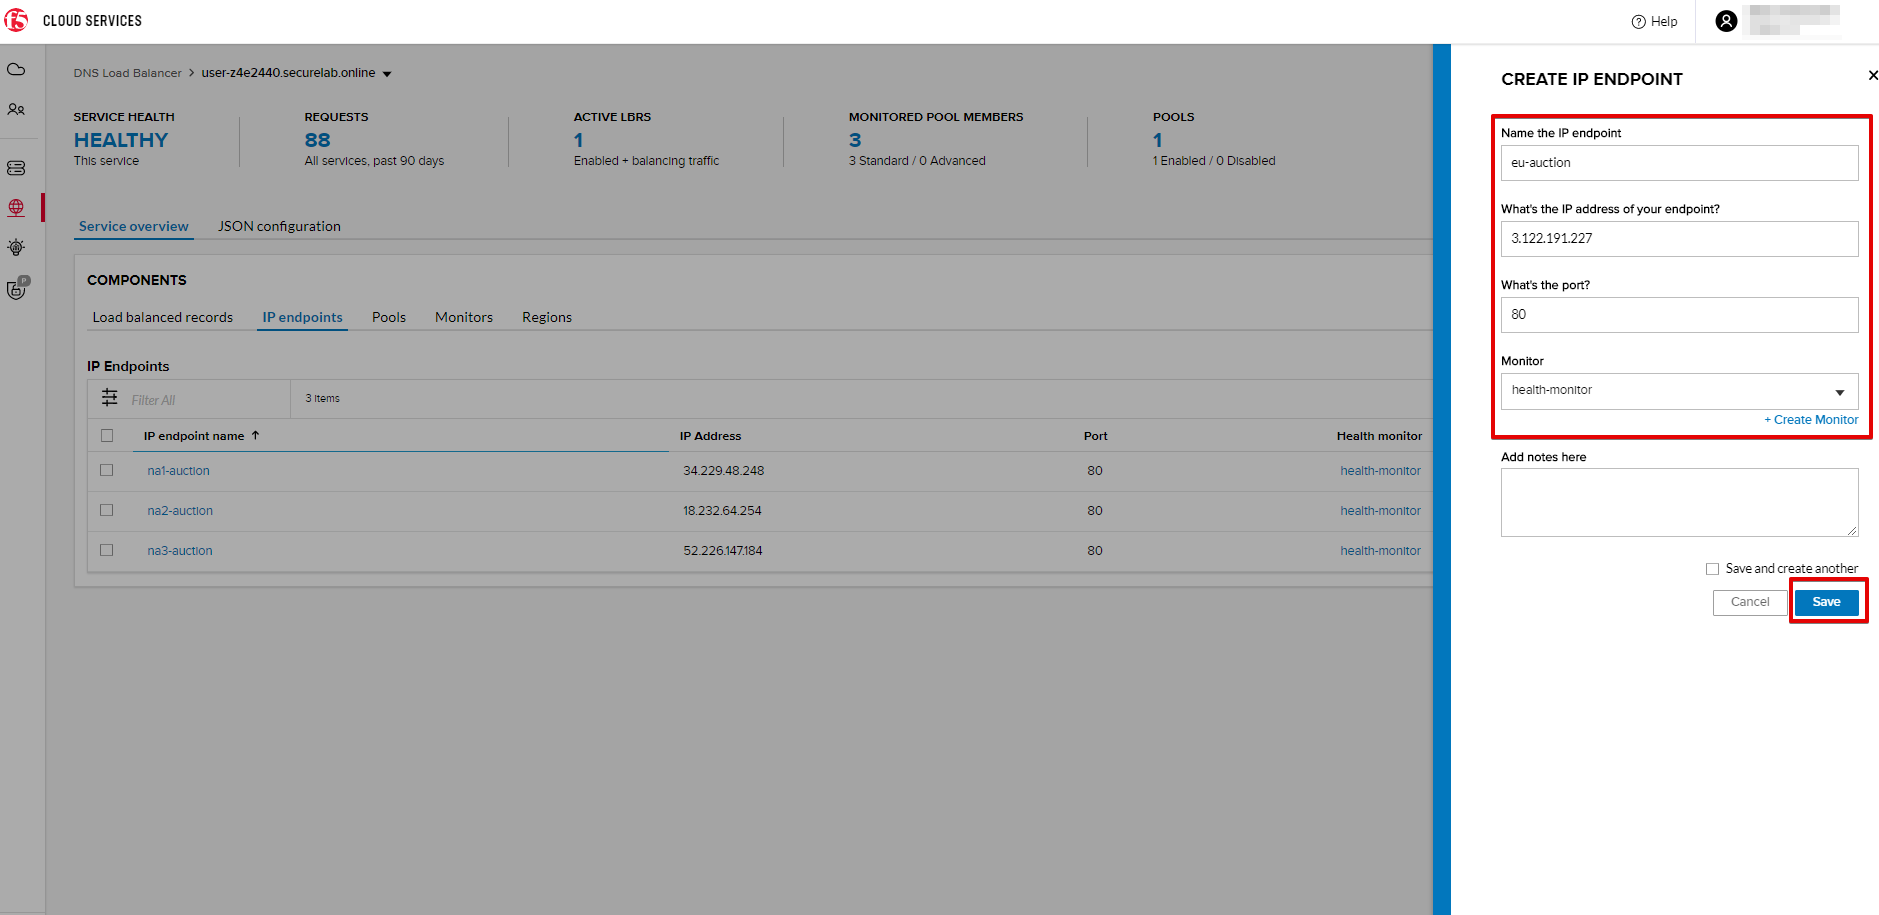 f5 CLOUD SERVICES
Help
DNS Load Balancer > user-z4e2440.securelab.online
SERVICE HEALTH
HEALTHY
This service
REQUESTS
88
All services, past 90 days
ACTIVE LBRS
1
Enabled + balancing traffic
MONITORED POOL MEMBERS
3
3 Standard / 0 Advanced
POOLS
1
1 Enabled / 0 Disabled
Service overview JSON configuration
COMPONENTS
Load balanced records IP endpoints Pools Monitors Regions
IP Endpoints
Filter All 3 Items
IP endpoint name ↑ IP Address Port Health monitor
na1-auction 34.229.48.248 80 health-monitor
na2-auction 18.232.64.254 80 health-monitor
na3-auction 52.226.147.184 80 health-monitor
P
CREATE IP ENDPOINT
Name the IP endpoint
eu-auction
What's the IP address of your endpoint?
3.122.191.227
What's the port?
80
Monitor
health-monitor
+ Create Monitor
Add notes here
Save and create another
Cancel Save